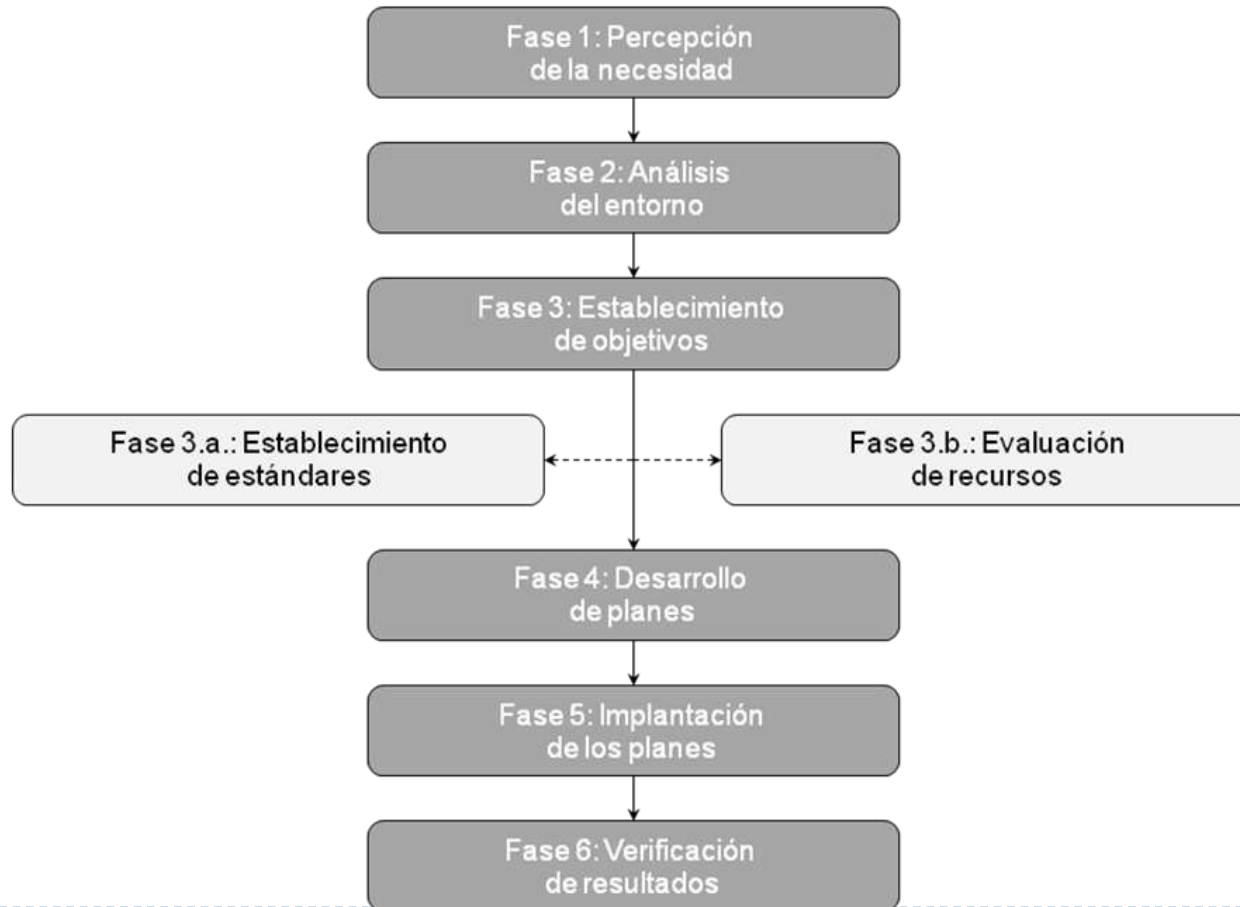 Fase 1: Percepción
de la necesidad
Fase 2: Análisis
del entorno
Fase 3: Establecimiento
de objetivos
Fase 3.a.: Establecimiento
de estándares
Fase 3.b.: Evaluación
de recursos
Fase 4: Desarrollo
de planes
Fase 5: Implantación
de los planes
Fase 6: Verificación
de resultados